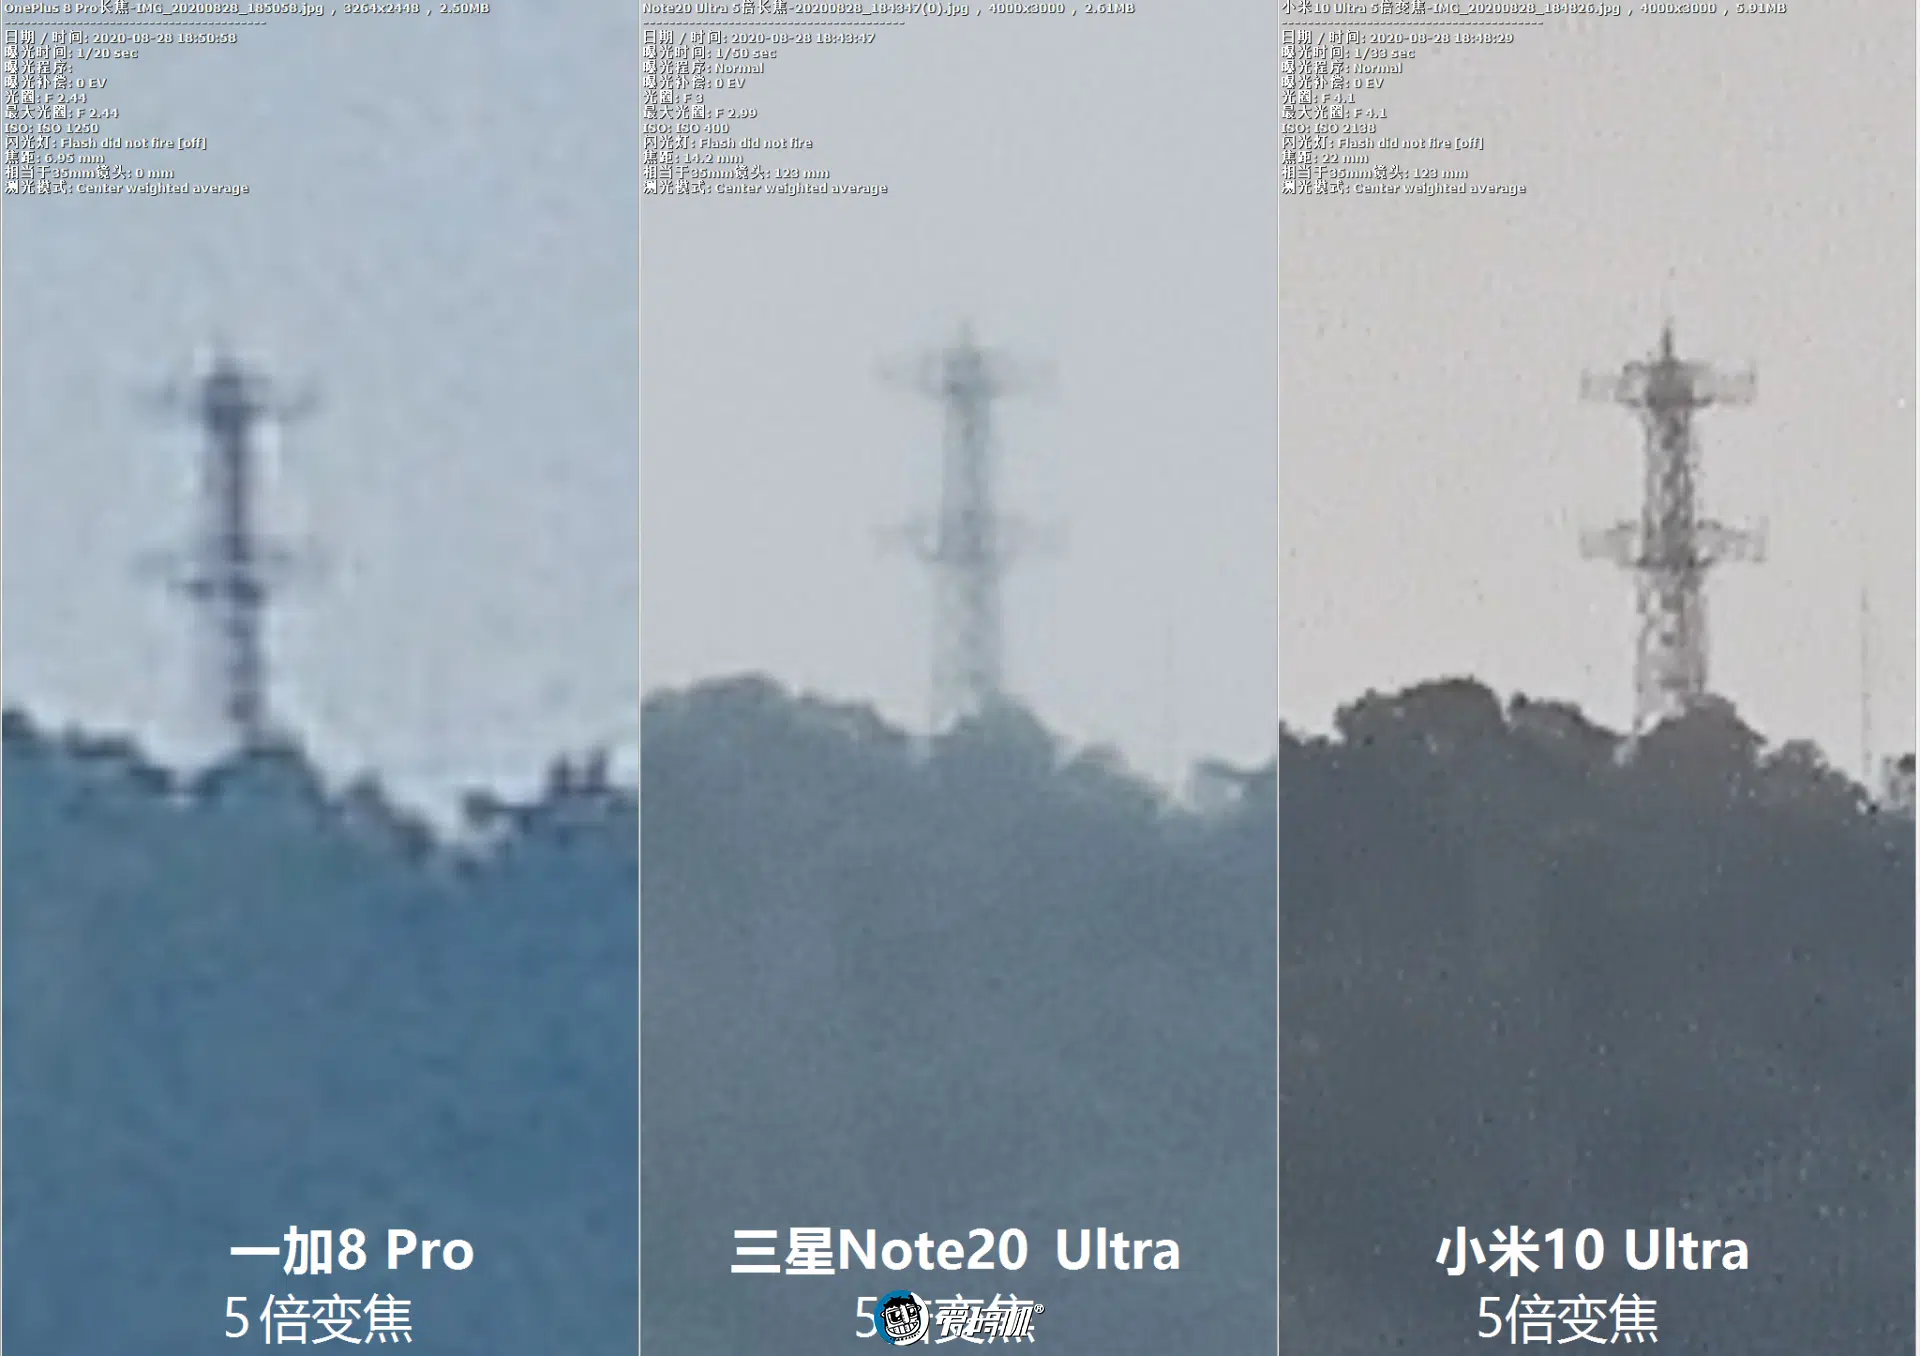 OnePlus 8 Pro长焦-IMG_20200828_185058.jpg , 3264x2448 , 2.50MB
日期 / 时间: 2020-08-28 18:50:58
曝光时间: 1/20 sec
曝光程序:
曝光补偿: 0 EV
光圈: F 2.44
最大光圈: F 2.44
ISO: ISO 1250
闪光灯: Flash did not fire [off]
焦距: 6.95 mm
相当于35mm镜头: 0 mm
测光模式: Center weighted average
一加8 Pro
5倍变焦
Note20 Ultra 5倍长焦-20200828_184347(0).jpg , 4000x3000 , 2.61MB
日期 / 时间: 2020-08-28 18:43:47
曝光时间: 1/50 sec
曝光程序: Normal
曝光补偿: 0 EV
光圈: F 3
最大光圈: F 2.99
ISO: ISO 400
闪光灯: Flash did not fire
焦距: 14.2 mm
相当于35mm镜头: 123 mm
测光模式: Center weighted average
三星Note20 Ultra
5倍变焦
爱搞机®
小米10 Ultra 5倍变焦-IMG_20200828_184826.jpg , 4000x3000 , 5.91MB
日期 / 时间: 2020-08-28 18:48:29
曝光时间: 1/33 sec
曝光程序: Normal
曝光补偿: 0 EV
光圈: F 4.1
最大光圈: F 4.1
ISO: ISO 2138
闪光灯: Flash did not fire [off]
焦距: 22 mm
相当于35mm镜头: 123 mm
测光模式: Center weighted average
小米10 Ultra
5倍变焦